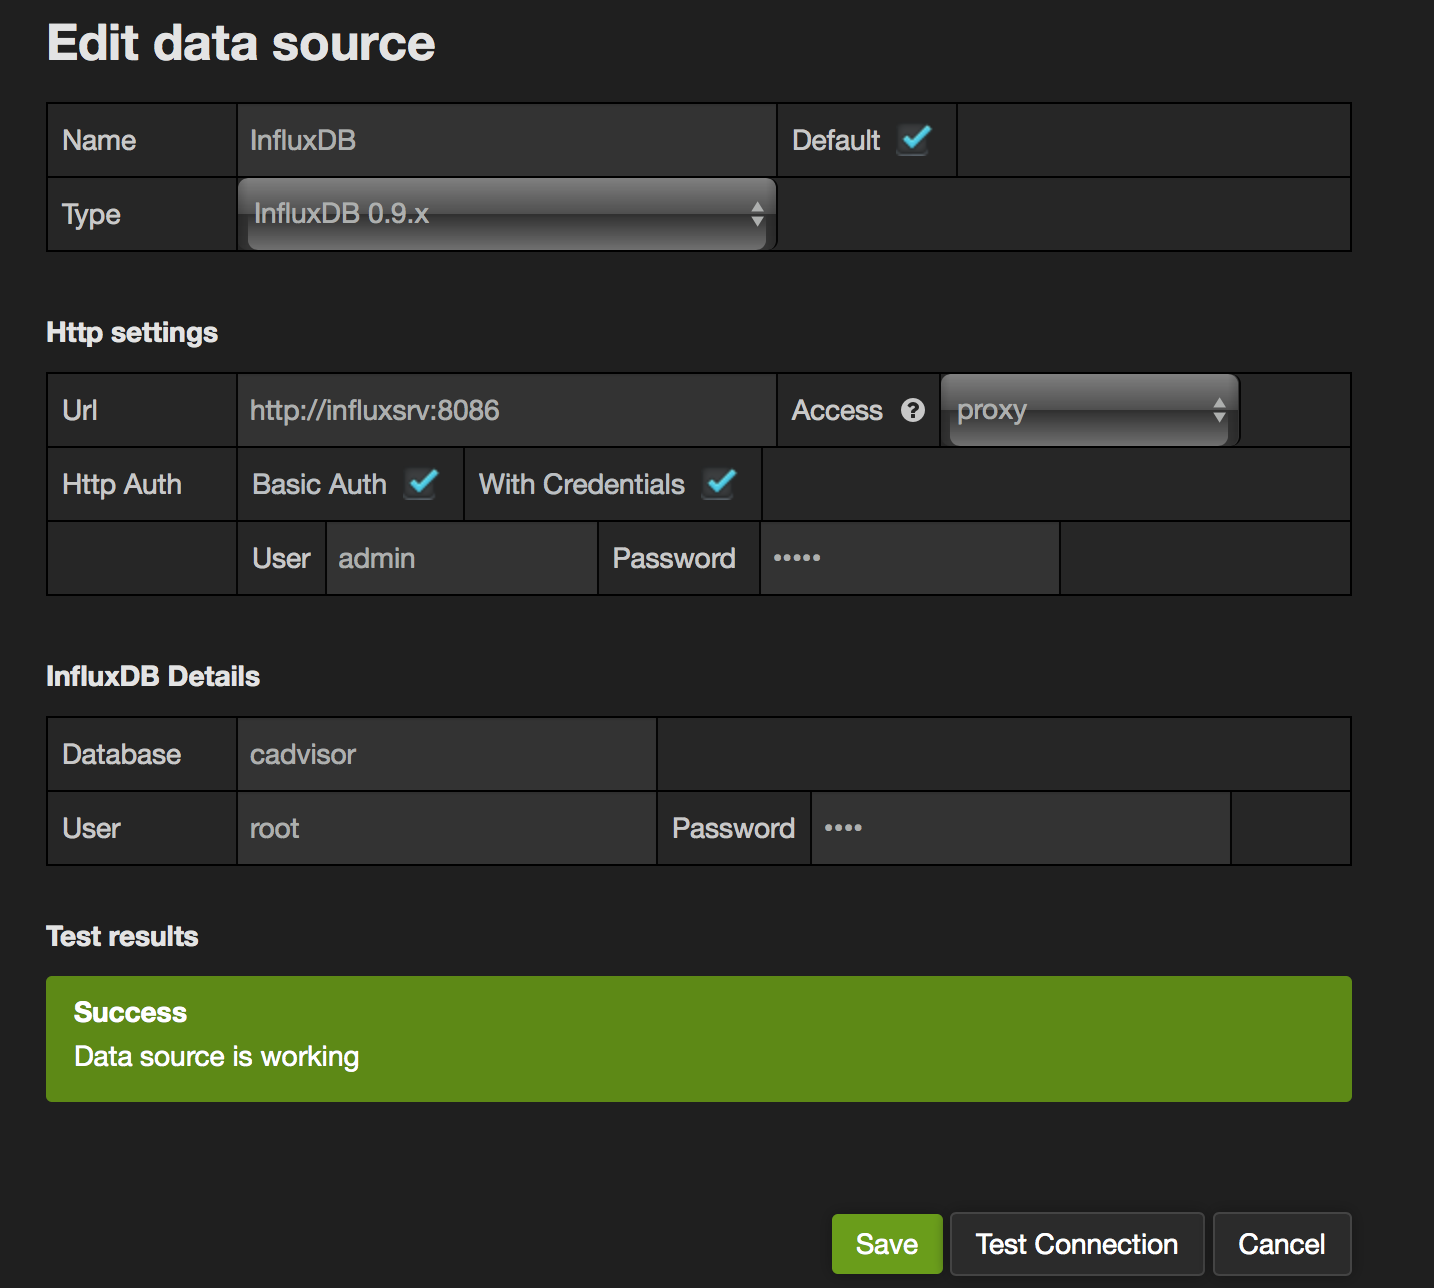 Edit data source
Name InfluxDB Default
Type InfluxDB 0.9.x
Http settings
Url http://influxsrv:8086 Access ? proxy
Http Auth Basic Auth With Credentials
User admin Password •••••
InfluxDB Details
Database cadvisor
User root Password ••••
Test results
Success
Data source is working
Save Test Connection Cancel